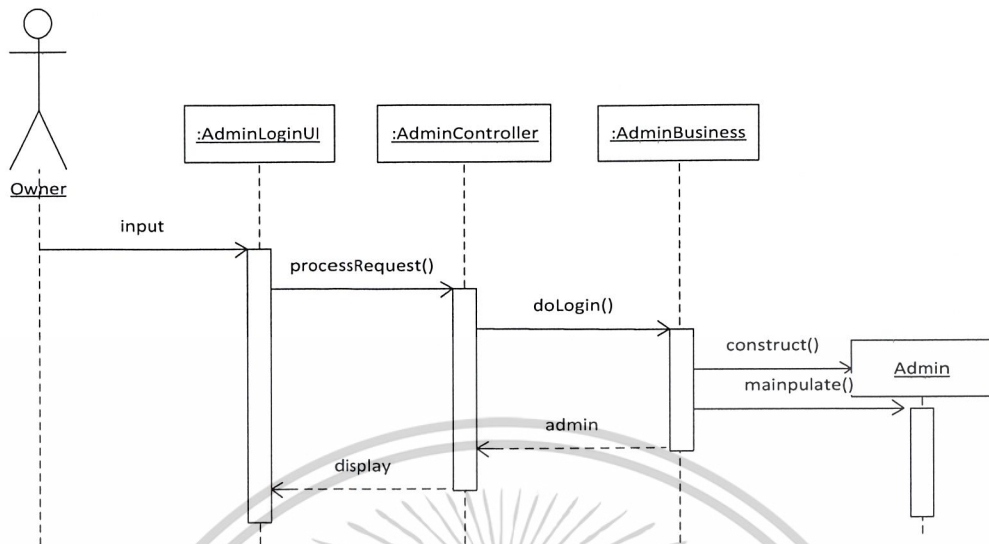 :AdminLoginUI
:AdminController
:AdminBusiness
Owner
input
processRequest()
doLogin()
construct()
Admin
mainpulate()
admin
display